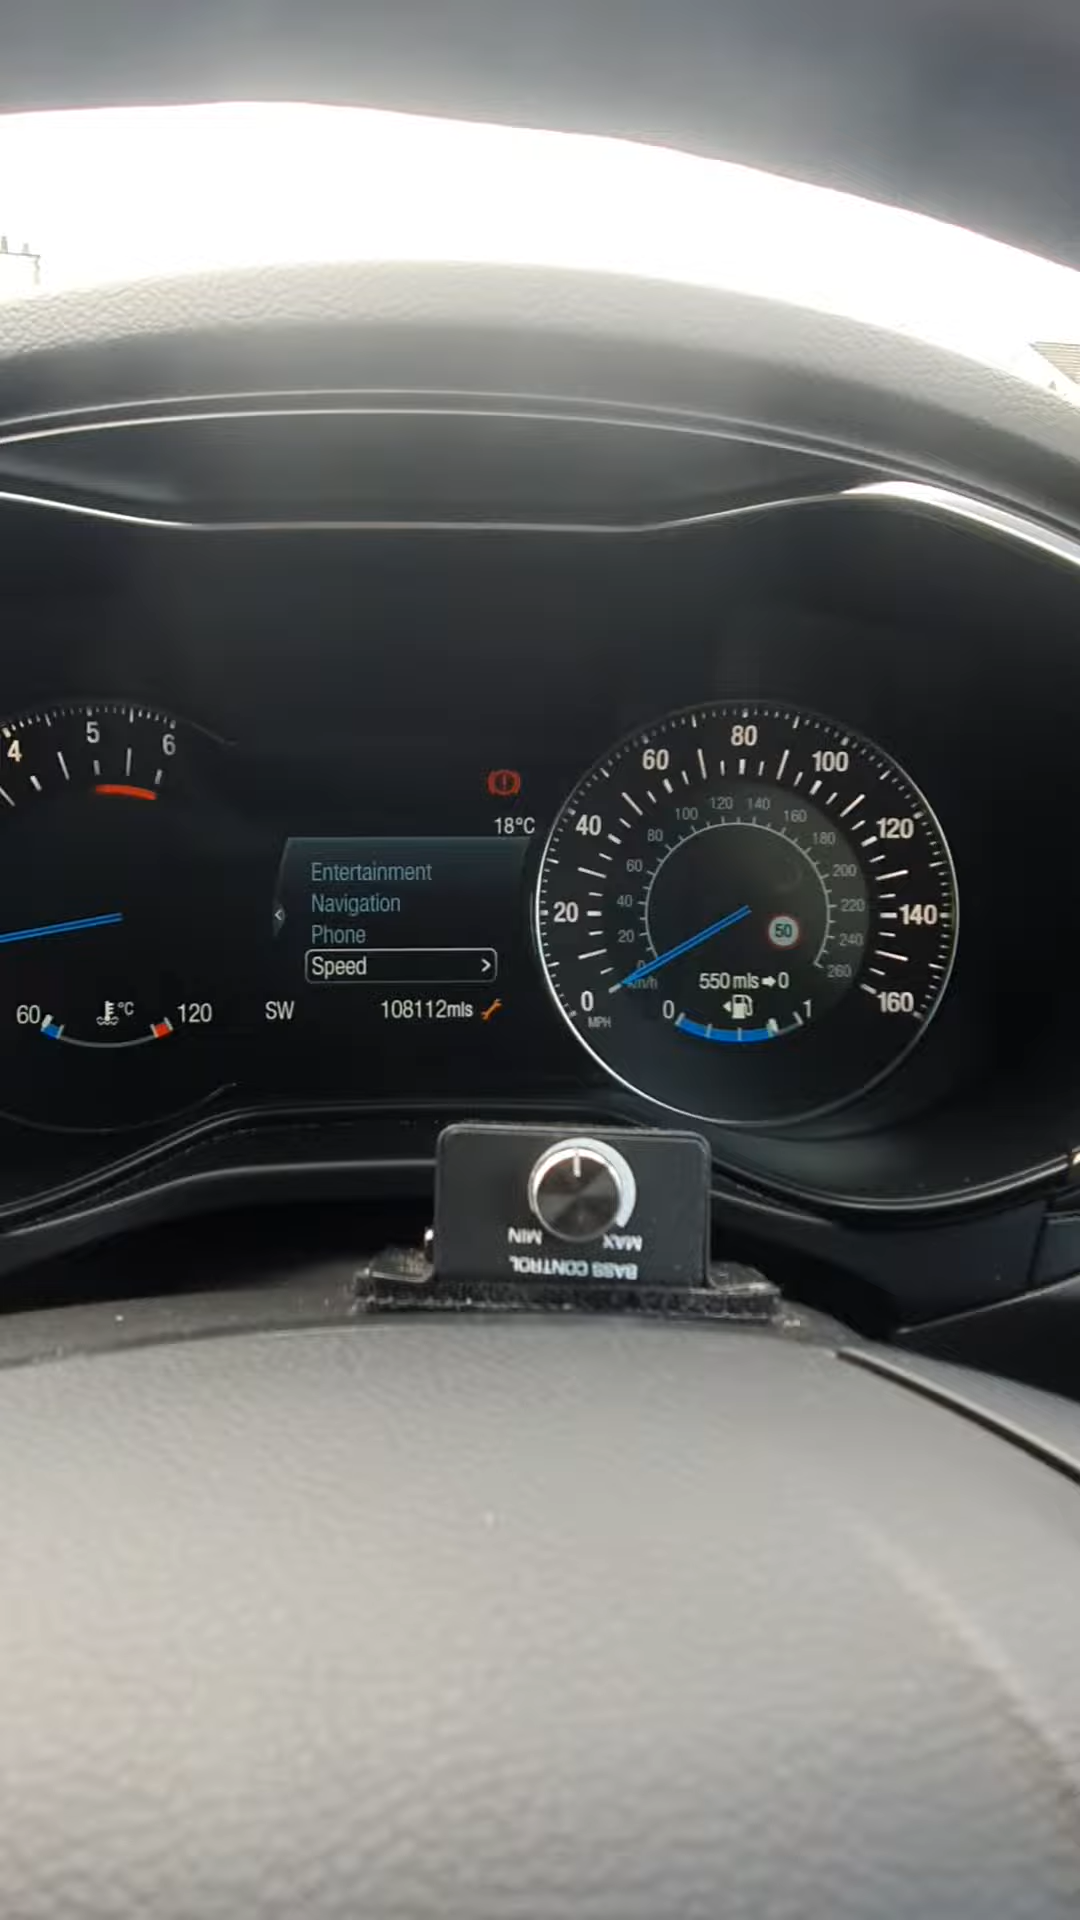 4 5 6
18°C
Entertainment
Navigation
Phone
Speed >
60 °C 120
SW
108112mls
0 20 40 60 80 100 120 140 160
MPH
0 20 40 60 80 100 120 140 160 180 200 220 240 260
km/h
50
550 mls➡0
0 1
MIN MAX
BASS CONTROL